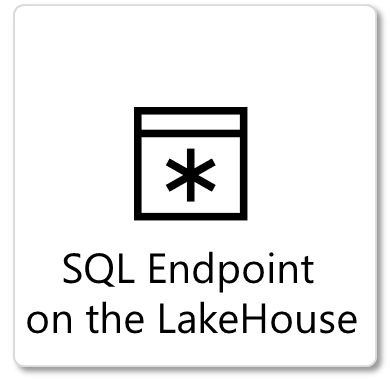 SQL Endpoint
on the LakeHouse